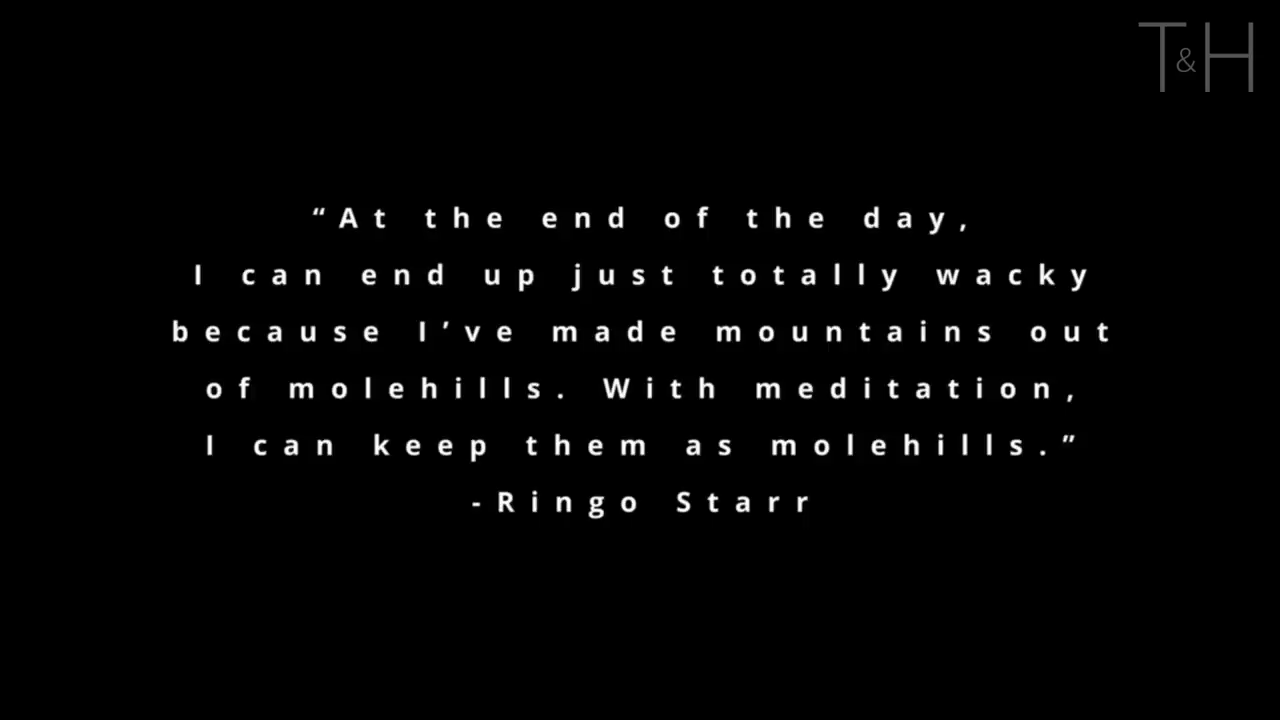 T&H
“At the end of the day,
I can end up just totally wacky
because I’ve made mountains out
of molehills. With meditation,
I can keep them as molehills.”
-Ringo Starr